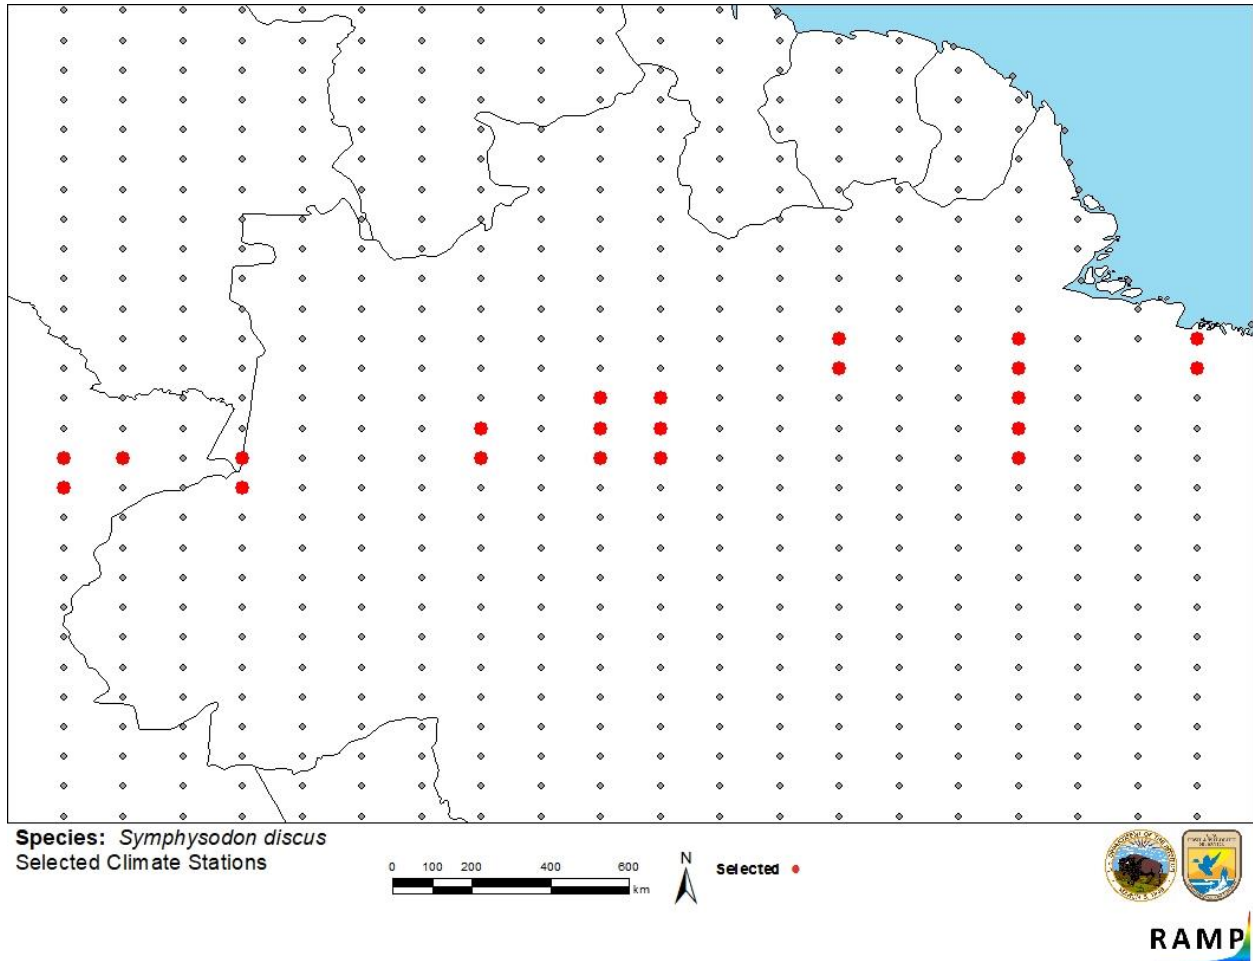 Species: Symphysodon discus
Selected Climate Stations
0 100 200 400 600
km
N
Selected
RAMP